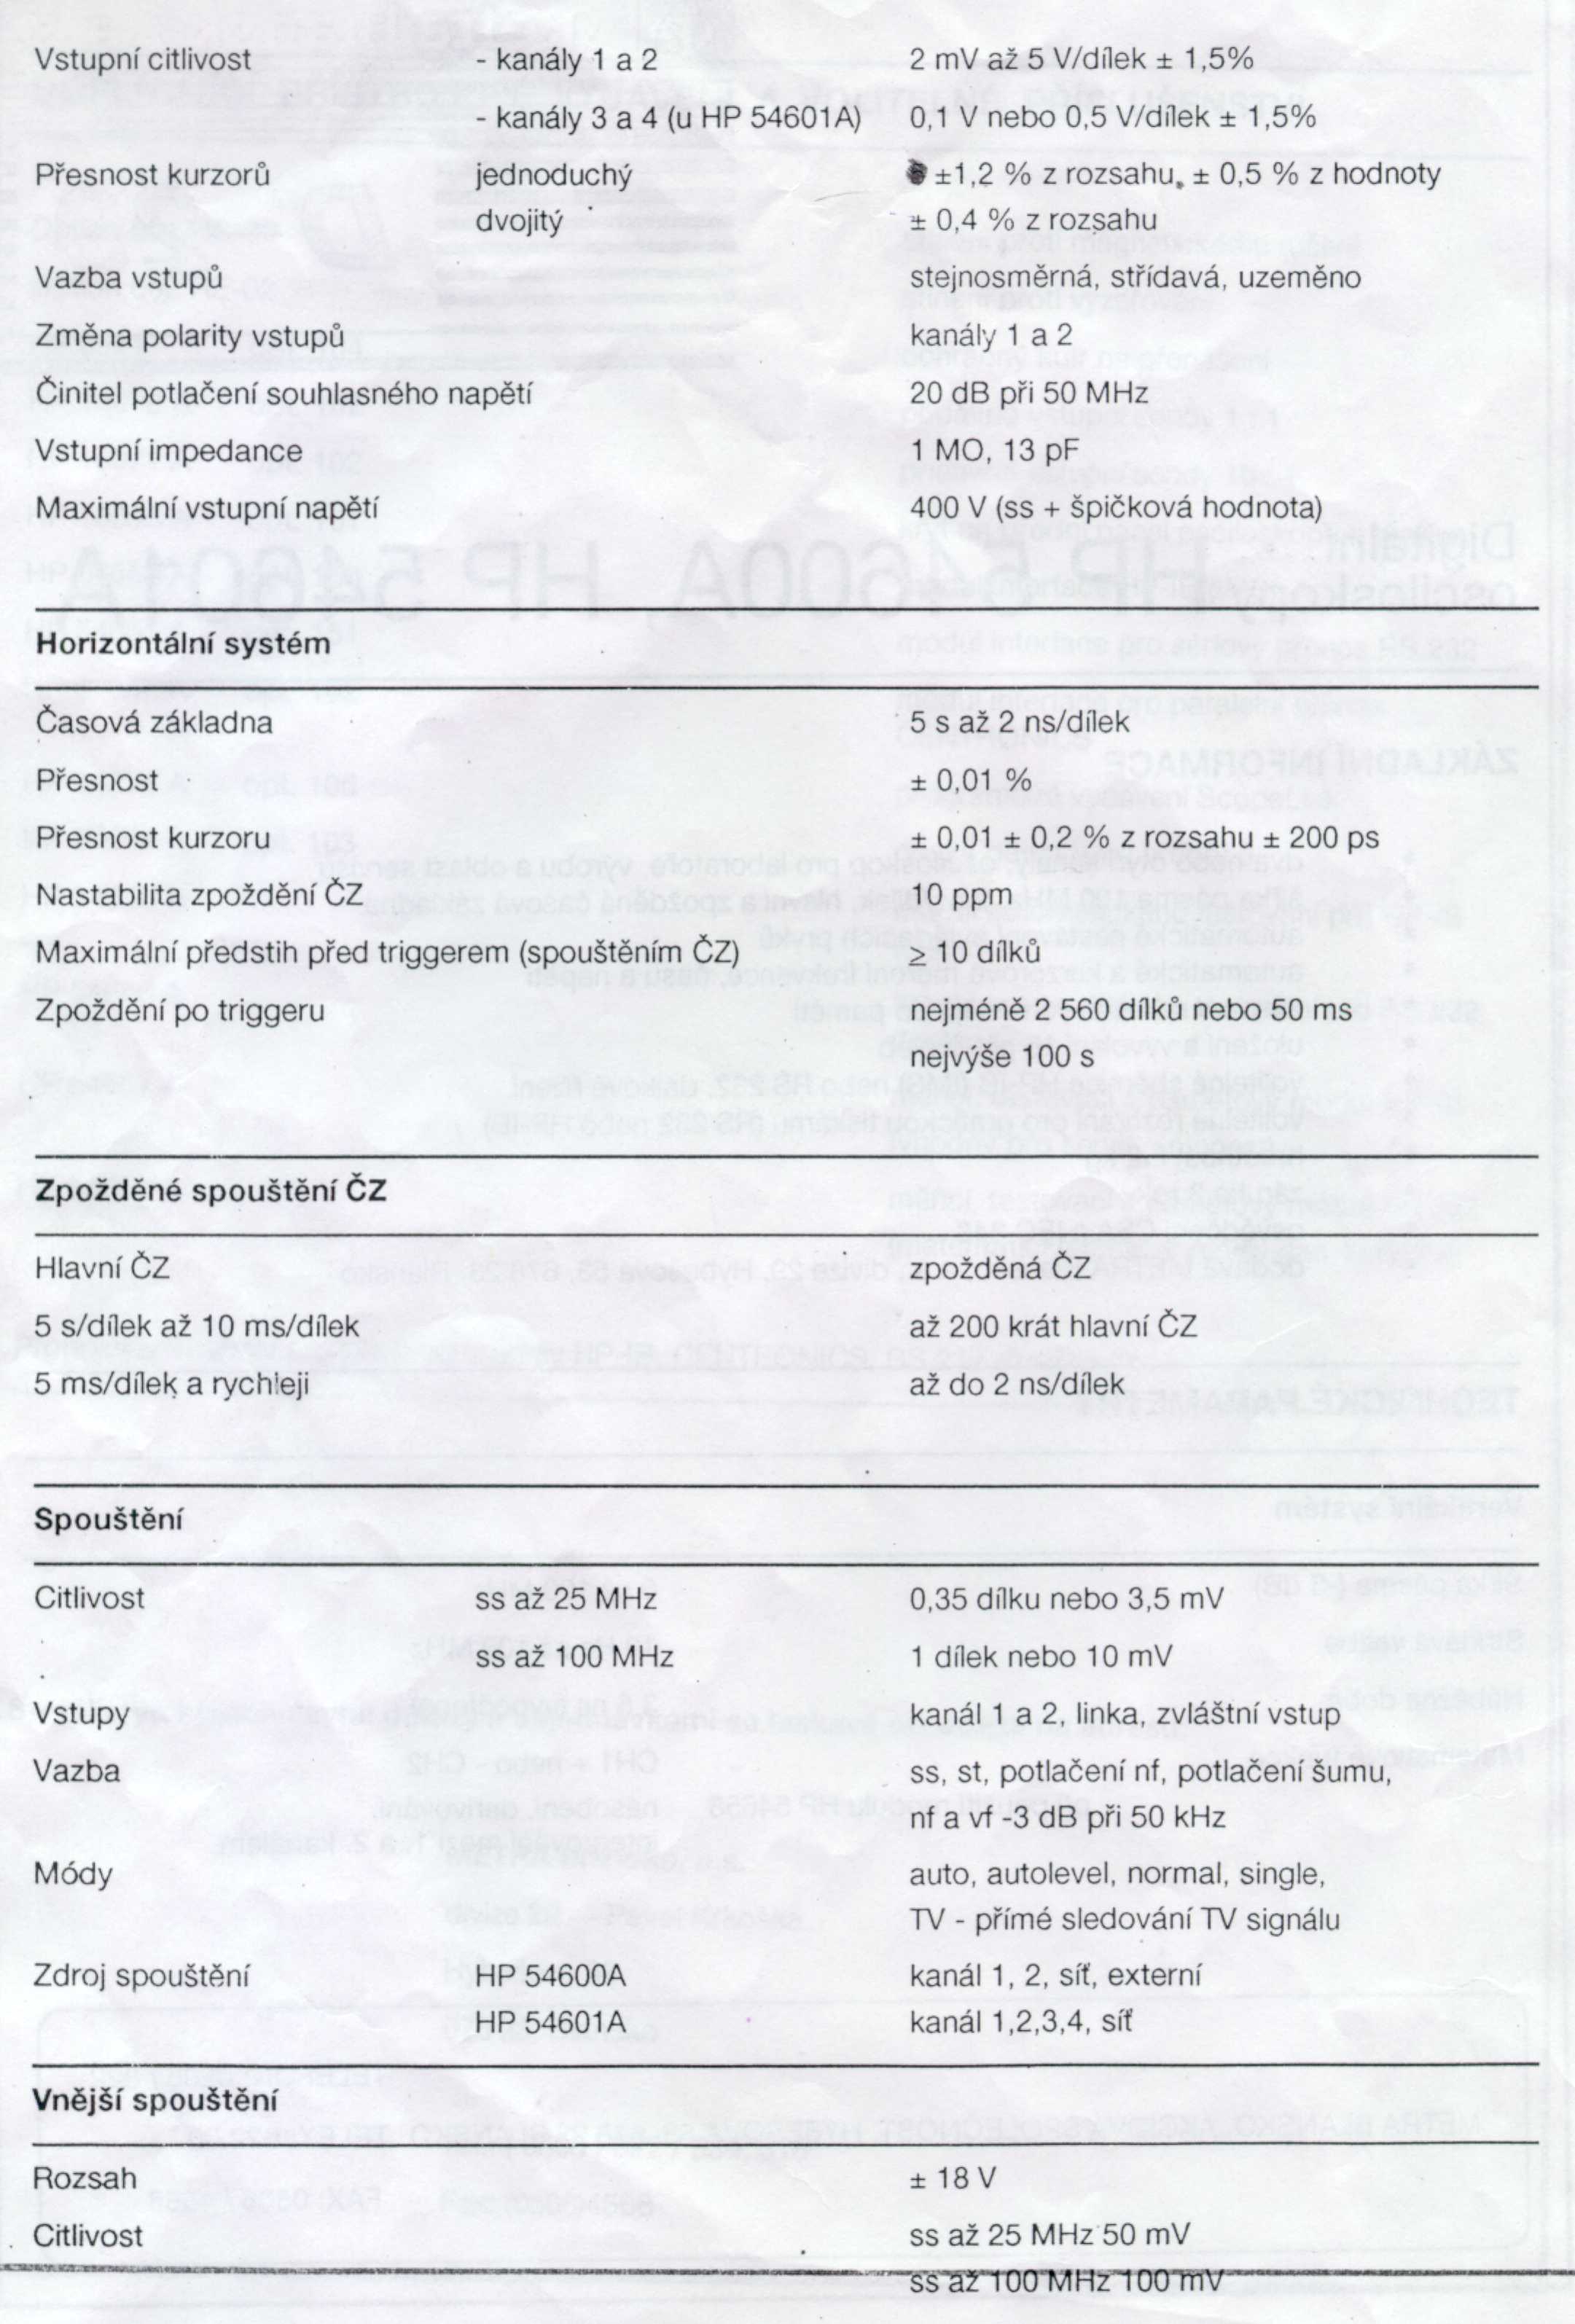 Vstupní citlivost - kanály 1 a 2 2 mV až 5 V/dílek ± 1,5%
- kanály 3 a 4 (u HP 54601A) 0,1 V nebo 0,5 V/dílek ± 1,5%
Přesnost kurzorů jednoduchý ±1,2 % z rozsahu, ± 0,5 % z hodnoty
dvojitý ± 0,4 % z rozsahu
Vazba vstupů stejnosměrná, střídavá, uzeměno
Změna polarity vstupů kanály 1 a 2
Činitel potlačení souhlasného napětí 20 dB při 50 MHz
Vstupní impedance 1 MO, 13 pF
Maximální vstupní napětí 400 V (ss + špičková hodnota)
Horizontální systém
Časová základna 5 s až 2 ns/dílek
Přesnost ± 0,01 %
Přesnost kurzoru ± 0,01 ± 0,2 % z rozsahu ± 200 ps
Nastabilita zpoždění ČZ 10 ppm
Maximální předstih před triggerem (spouštěním ČZ) ≥ 10 dílků
Zpoždění po triggeru nejméně 2 560 dílků nebo 50 ms
nejvýše 100 s
Zpožděné spouštění ČZ
Hlavní ČZ zpožděná ČZ
5 s/dílek až 10 ms/dílek až 200 krát hlavní ČZ
5 ms/dílek a rychleji až do 2 ns/dílek
Spouštění
Citlivost ss až 25 MHz 0,35 dílku nebo 3,5 mV
ss až 100 MHz 1 dílek nebo 10 mV
Vstupy kanál 1 a 2, linka, zvláštní vstup
Vazba ss, st, potlačení nf, potlačení šumu,
nf a vf -3 dB při 50 kHz
Módy auto, autolevel, normal, single,
TV - přímé sledování TV signálu
Zdroj spouštění HP 54600A kanál 1, 2, síť, externí
HP 54601A kanál 1,2,3,4, síť
Vnější spouštění
Rozsah ± 18 V
Citlivost ss až 25 MHz 50 mV
ss až 100 MHz 100 mV